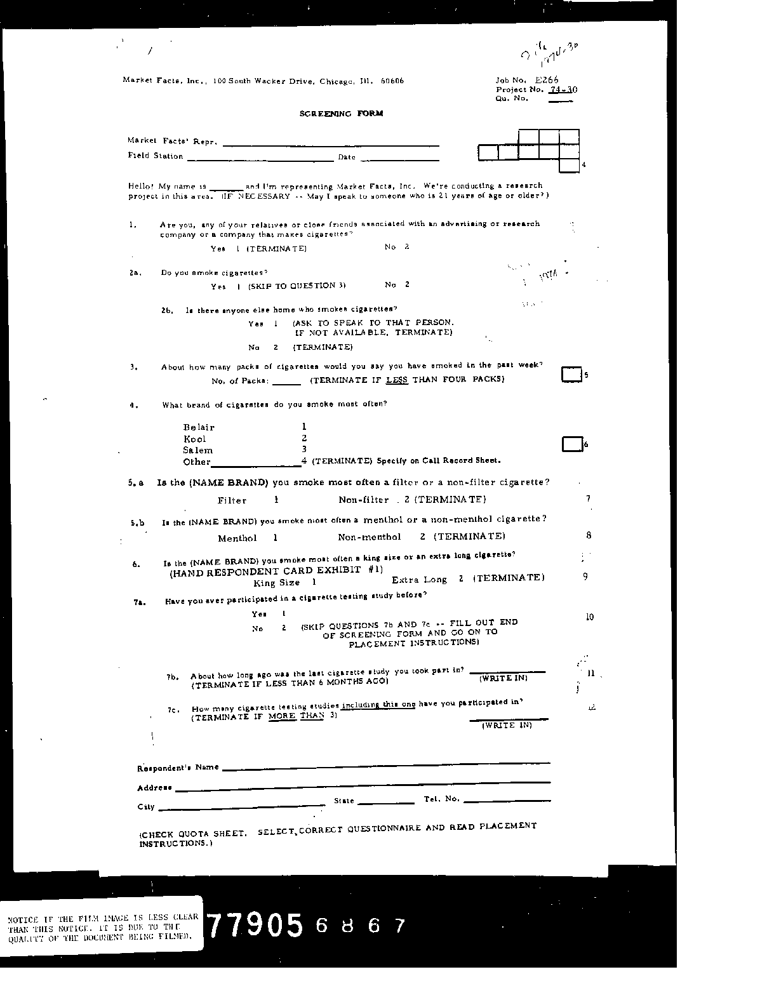 Market Facts, Inc., 100 South Wacker Drive, Chicago, Ill. 60606
Job No. E266
Project No. 74-30
Qu. No. ____
SCREENING FORM
Market Facts' Repr. ____
Field Station ____ Date ____
4
Hello! My name is ____ and I'm representing Market Facts, Inc. We're conducting a research
project in this area. (IF NECESSARY -- May I speak to someone who is 21 years of age or older?)
1. Are you, any of your relatives or close friends associated with an advertising or research
company or a company that makes cigarettes?
Yes 1 (TERMINATE) No 2
2a. Do you smoke cigarettes?
Yes 1 (SKIP TO QUESTION 3) No 2
2b. Is there anyone else home who smokes cigarettes?
Yes 1 (ASK TO SPEAK TO THAT PERSON.
IF NOT AVAILABLE, TERMINATE)
No 2 (TERMINATE)
3. About how many packs of cigarettes would you say you have smoked in the past week?
No. of Packs: ____ (TERMINATE IF LESS THAN FOUR PACKS)
5
4. What brand of cigarettes do you smoke most often?
Belair 1
Kool 2
Salem 3
Other ____ 4 (TERMINATE) Specify on Call Record Sheet.
6
5.a Is the (NAME BRAND) you smoke most often a filter or a non-filter cigarette?
Filter 1 Non-filter . 2 (TERMINATE) 7
5.b Is the (NAME BRAND) you smoke most often a menthol or a non-menthol cigarette?
Menthol 1 Non-menthol 2 (TERMINATE) 8
6. Is the (NAME BRAND) you smoke most often a king size or an extra long cigarette?
(HAND RESPONDENT CARD EXHIBIT #1)
King Size 1 Extra Long 2 (TERMINATE) 9
7a. Have you ever participated in a cigarette testing study before?
Yes 1 10
No 2 (SKIP QUESTIONS 7b AND 7c -- FILL OUT END
OF SCREENING FORM AND GO ON TO
PLACEMENT INSTRUCTIONS)
7b. About how long ago was the last cigarette study you took part in? ____ 11
(TERMINATE IF LESS THAN 6 MONTHS AGO) (WRITE IN)
7c. How many cigarette testing studies including this one have you participated in?
(TERMINATE IF MORE THAN 3) ____
(WRITE IN)
Respondent's Name ____
Address ____
City ____ State ____ Tel. No. ____
(CHECK QUOTA SHEET. SELECT CORRECT QUESTIONNAIRE AND READ PLACEMENT
INSTRUCTIONS.)
NOTICE IF THE FILM IMAGE IS LESS CLEAR
THAN THIS NOTICE. IT IS DUE TO THE
QUALITY OF THE DOCUMENT BEING FILMED.
77905 6867